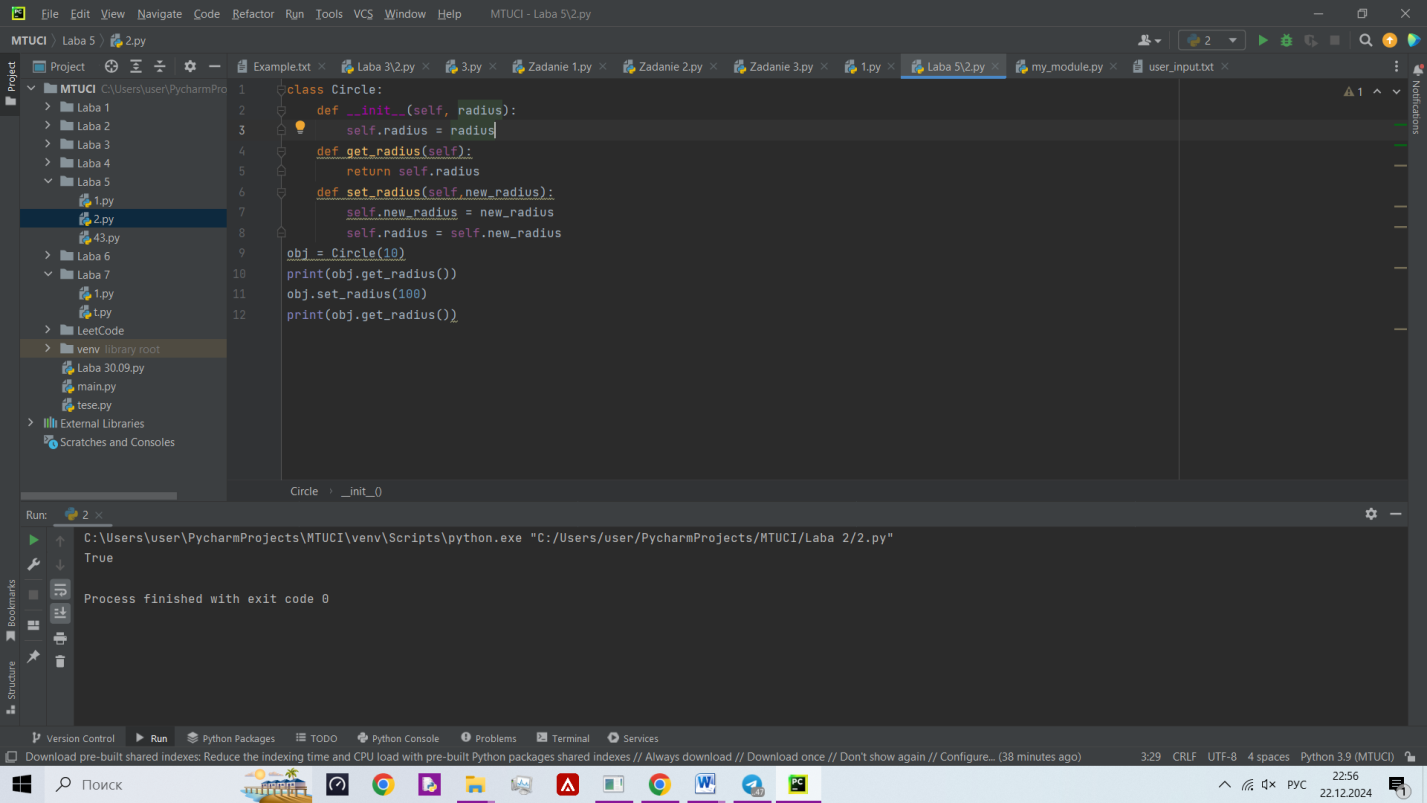 PC File Edit View Navigate Code Refactor Run Tools VCS Window Help MTUCI - Laba 5\2.py
MTUCI Laba 5 2.py 2
Project Example.txt Laba 3\2.py 3.py Zadanie 1.py Zadanie 2.py Zadanie 3.py 1.py Laba 5\2.py my_module.py user_input.txt
Project
Notifications
MTUCI C:\Users\user\PycharmPro
Laba 1
Laba 2
Laba 3
Laba 4
Laba 5
1.py
2.py
43.py
Laba 6
Laba 7
1.py
t.py
LeetCode
venv library root
Laba 30.09.py
main.py
tese.py
External Libraries
Scratches and Consoles
1 class Circle:
2 def __init__(self, radius):
3 self.radius = radius
4 def get_radius(self):
5 return self.radius
6 def set_radius(self,new_radius):
7 self.new_radius = new_radius
8 self.radius = self.new_radius
9 obj = Circle(10)
10 print(obj.get_radius())
11 obj.set_radius(100)
12 print(obj.get_radius())
1
Circle __init__()
Run: 2
C:\Users\user\PycharmProjects\MTUCI\venv\Scripts\python.exe "C:/Users/user/PycharmProjects/MTUCI/Laba 2/2.py"
True
Process finished with exit code 0
Bookmarks
Structure
Version Control Run Python Packages TODO Python Console Problems Terminal Services
Download pre-built shared indexes: Reduce the indexing time and CPU load with pre-built Python packages shared indexes // Always download // Download once // Don't show again // Configure... (38 minutes ago) 3:29 CRLF UTF-8 4 spaces Python 3.9 (MTUCI)
Поиск W 47 PC РУС 22:56
22.12.2024 1